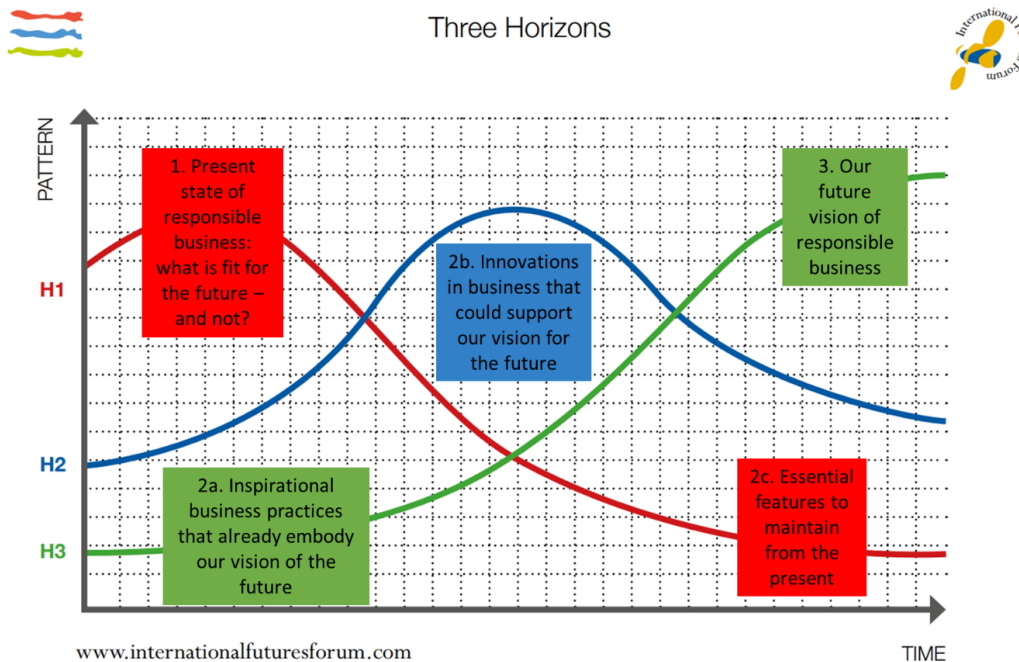 Three Horizons
International
Forum
PATTERN
1. Present
state of
responsible
business:
what is fit for
the future –
and not?
3. Our
future
vision of
responsible
business
2b. Innovations
in business that
could support
our vision for
the future
H1
H2
2a. Inspirational
business practices
that already embody
our vision of the
future
2c. Essential
features to
maintain
from the
present
H3
www.internationalfuturesforum.com
TIME